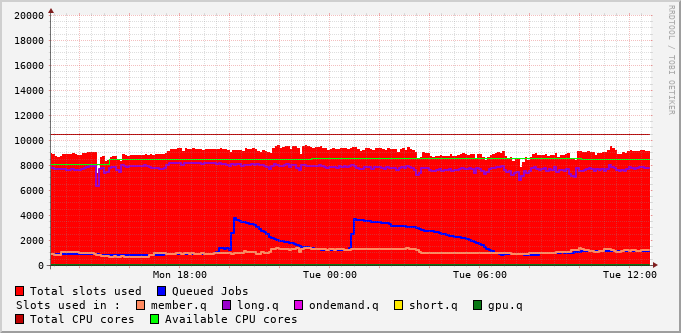 RRDTOOL / TOBI OETIKER
20000
18000
16000
14000
12000
10000
8000
6000
4000
2000
0
Mon 18:00 Tue 00:00 Tue 06:00 Tue 12:00
Total slots used Queued Jobs
Slots used in : member.q long.q ondemand.q short.q gpu.q
Total CPU cores Available CPU cores